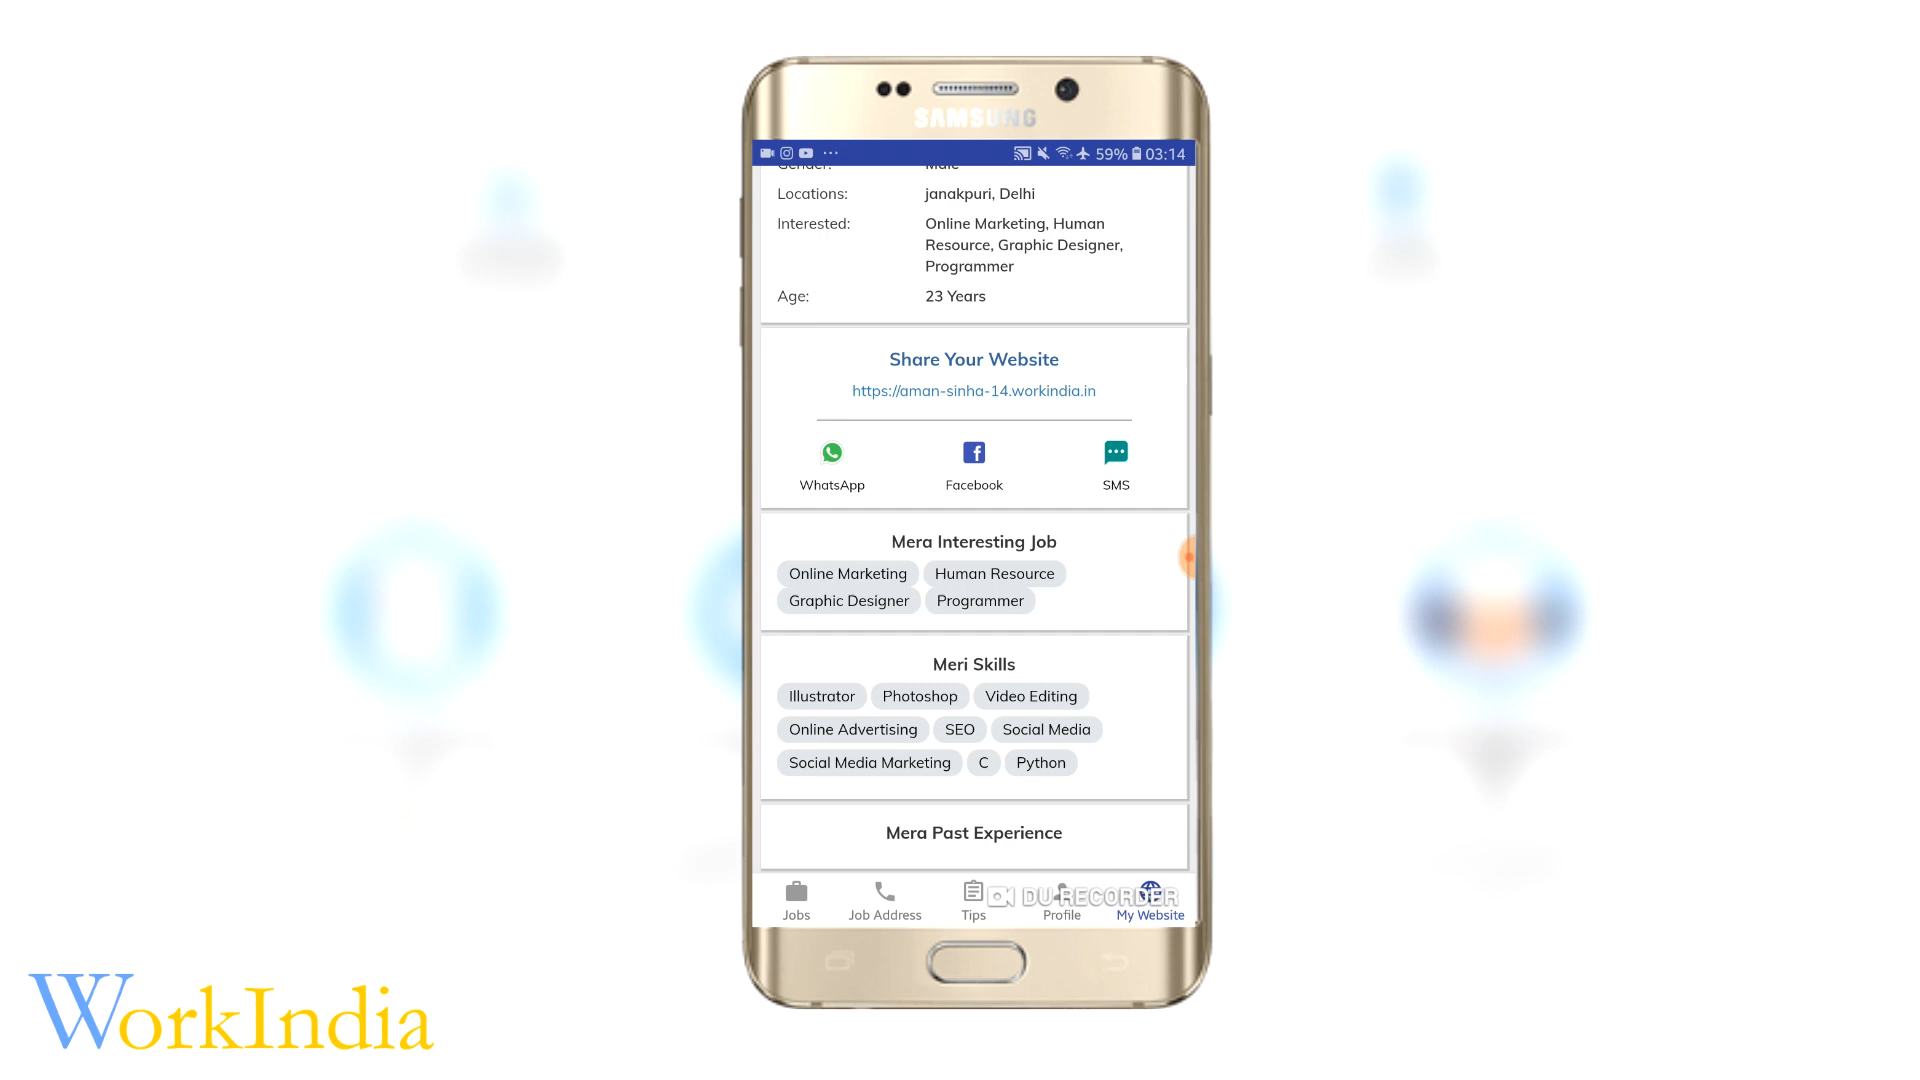 SAMSUNG
59% 03:14
Gender: Male
Locations: janakpuri, Delhi
Interested: Online Marketing, Human
Resource, Graphic Designer,
Programmer
Age: 23 Years
Share Your Website
https://aman-sinha-14.workindia.in
WhatsApp Facebook SMS
Mera Interesting Job
Online Marketing Human Resource
Graphic Designer Programmer
Meri Skills
Illustrator Photoshop Video Editing
Online Advertising SEO Social Media
Social Media Marketing C Python
Mera Past Experience
DU RECORDER
Jobs Job Address Tips Profile My Website
WorkIndia